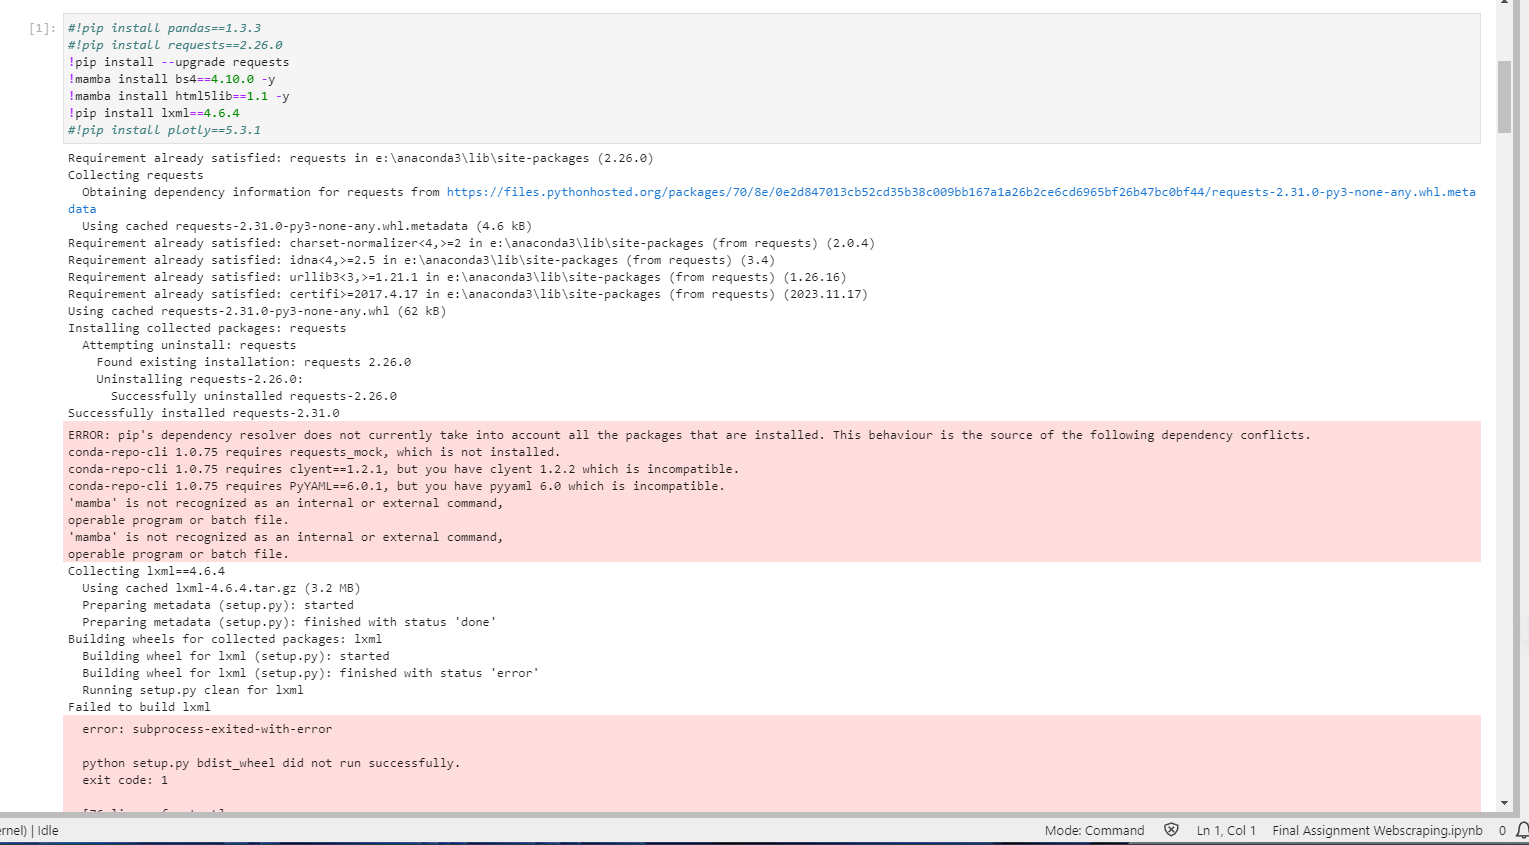 [1]:
#!pip install pandas==1.3.3
#!pip install requests==2.26.0
!pip install --upgrade requests
!mamba install bs4==4.10.0 -y
!mamba install html5lib==1.1 -y
!pip install lxml==4.6.4
#!pip install plotly==5.3.1
Requirement already satisfied: requests in e:\anaconda3\lib\site-packages (2.26.0)
Collecting requests
  Obtaining dependency information for requests from https://files.pythonhosted.org/packages/70/8e/0e2d847013cb52cd35b38c009bb167a1a26b2ce6cd6965bf26b47bc0bf44/requests-2.31.0-py3-none-any.whl.meta
data
  Using cached requests-2.31.0-py3-none-any.whl.metadata (4.6 kB)
Requirement already satisfied: charset-normalizer<4,>=2 in e:\anaconda3\lib\site-packages (from requests) (2.0.4)
Requirement already satisfied: idna<4,>=2.5 in e:\anaconda3\lib\site-packages (from requests) (3.4)
Requirement already satisfied: urllib3<3,>=1.21.1 in e:\anaconda3\lib\site-packages (from requests) (1.26.16)
Requirement already satisfied: certifi>=2017.4.17 in e:\anaconda3\lib\site-packages (from requests) (2023.11.17)
Using cached requests-2.31.0-py3-none-any.whl (62 kB)
Installing collected packages: requests
  Attempting uninstall: requests
    Found existing installation: requests 2.26.0
    Uninstalling requests-2.26.0:
      Successfully uninstalled requests-2.26.0
Successfully installed requests-2.31.0
ERROR: pip's dependency resolver does not currently take into account all the packages that are installed. This behaviour is the source of the following dependency conflicts.
conda-repo-cli 1.0.75 requires requests_mock, which is not installed.
conda-repo-cli 1.0.75 requires clyent==1.2.1, but you have clyent 1.2.2 which is incompatible.
conda-repo-cli 1.0.75 requires PyYAML==6.0.1, but you have pyyaml 6.0 which is incompatible.
'mamba' is not recognized as an internal or external command,
operable program or batch file.
'mamba' is not recognized as an internal or external command,
operable program or batch file.
Collecting lxml==4.6.4
  Using cached lxml-4.6.4.tar.gz (3.2 MB)
  Preparing metadata (setup.py): started
  Preparing metadata (setup.py): finished with status 'done'
Building wheels for collected packages: lxml
  Building wheel for lxml (setup.py): started
  Building wheel for lxml (setup.py): finished with status 'error'
  Running setup.py clean for lxml
Failed to build lxml
  error: subprocess-exited-with-error
  python setup.py bdist_wheel did not run successfully.
  exit code: 1
ernel) | Idle
Mode: Command
Ln 1, Col 1
Final Assignment Webscraping.ipynb
0